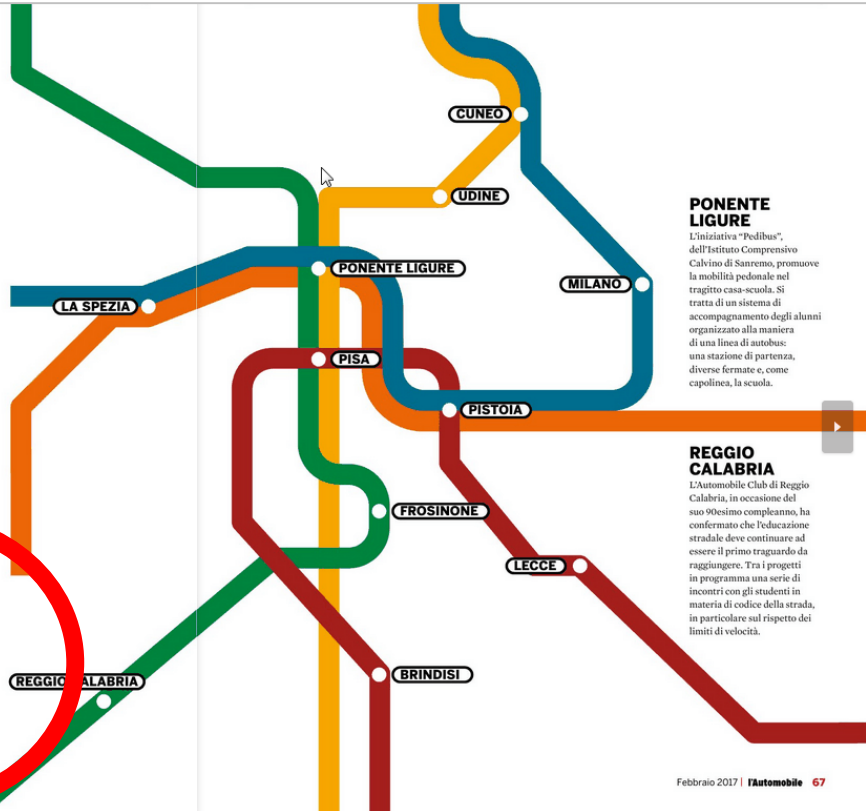 CUNEO
UDINE
PONENTE LIGURE
MILANO
LA SPEZIA
PISA
PISTOIA
FROSINONE
LECCE
REGGIO CALABRIA
BRINDISI
PONENTE
LIGURE
L'iniziativa “Pedibus”,
dell'Istituto Comprensivo
Calvino di Sanremo, promuove
la mobilità pedonale nel
tragitto casa-scuola. Si
tratta di un sistema di
accompagnamento degli alunni
organizzato alla maniera
di una linea di autobus:
una stazione di partenza,
diverse fermate e, come
capolinea, la scuola.
REGGIO
CALABRIA
L'Automobile Club di Reggio
Calabria, in occasione del
suo 90esimo compleanno, ha
confermato che l'educazione
stradale deve continuare ad
essere il primo traguardo da
raggiungere. Tra i progetti
in programma una serie di
incontri con gli studenti in
materia di codice della strada,
in particolare sul rispetto dei
limiti di velocità.
Febbraio 2017 | l'Automobile 67